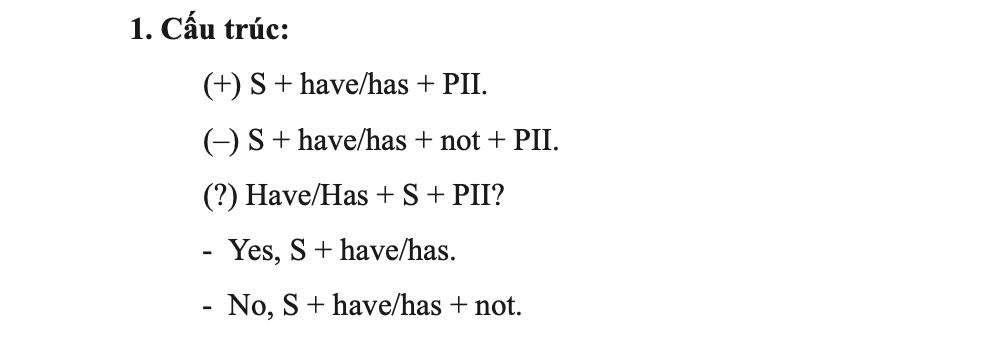 1. Cấu trúc:
(+) S + have/has + PII.
(–) S + have/has + not + PII.
(?) Have/Has + S + PII?
- Yes, S + have/has.
- No, S + have/has + not.